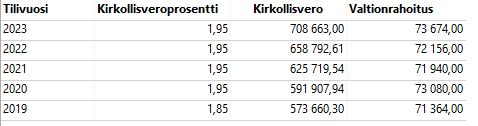 Tilivuosi Kirkollisveroprosentti Kirkollisvero Valtionrahoitus
2023 1,95 708 663,00 73 674,00
2022 1,95 658 792,61 72 156,00
2021 1,95 625 719,54 71 940,00
2020 1,95 591 907,94 73 080,00
2019 1,85 573 660,30 71 364,00